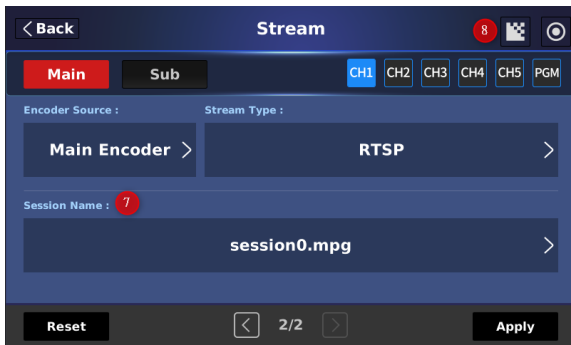 Back
Stream
8
Main
Sub
CH1
CH2
CH3
CH4
CH5
PGM
Encoder Source :
Stream Type :
Main Encoder
RTSP
Session Name :
7
session0.mpg
Reset
2/2
Apply